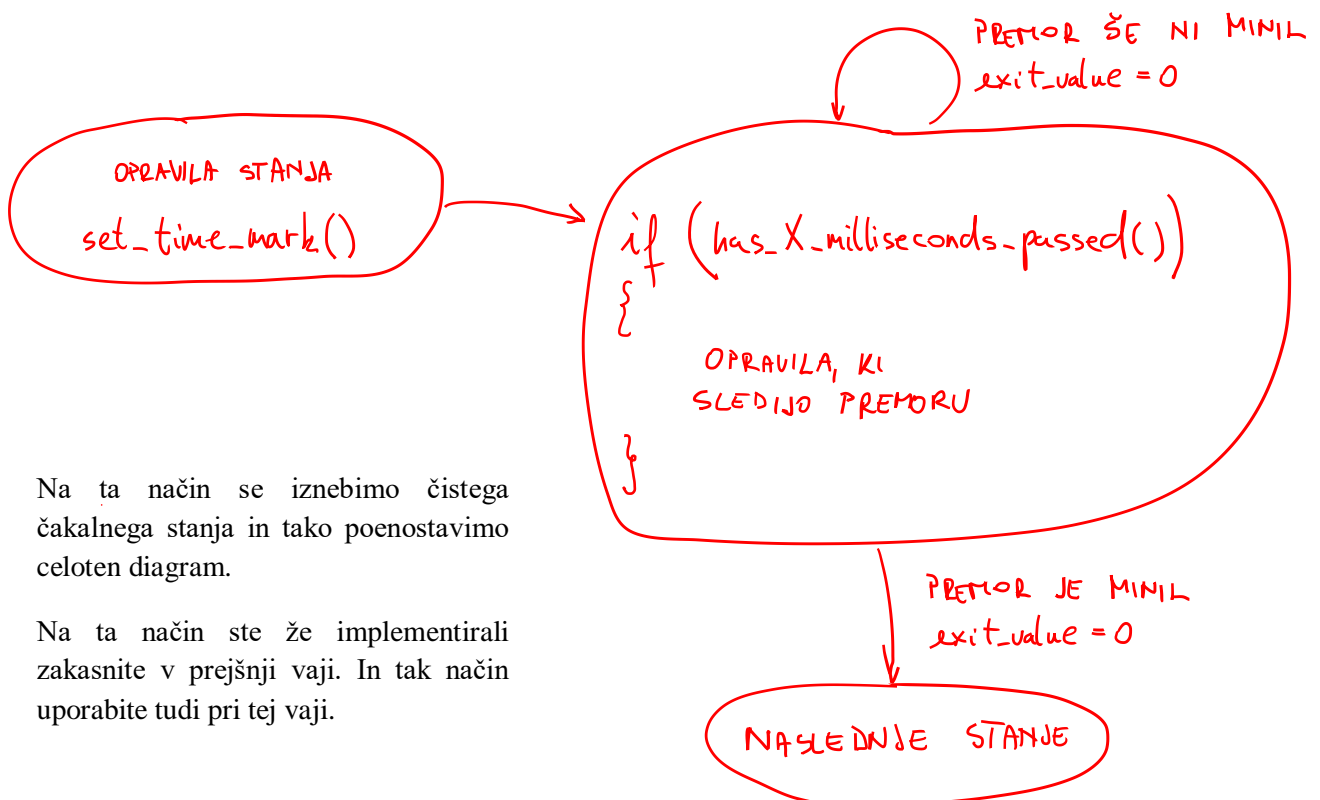 PREMOR ŠE NI MINIL
exit_value = 0
OPRAVILA STANJA
set_time_mark()
if (has_X_milliseconds_passed())
{
OPRAVILA, KI
SLEDIJO PREMORU
}
Na ta način se iznebimo čistega
čakalnega stanja in tako poenostavimo
celoten diagram.
Na ta način ste že implementirali
zakasnite v prejšnji vaji. In tak način
uporabite tudi pri tej vaji.
PREMOR JE MINIL
exit_value = 0
NASLEDNJE STANJE